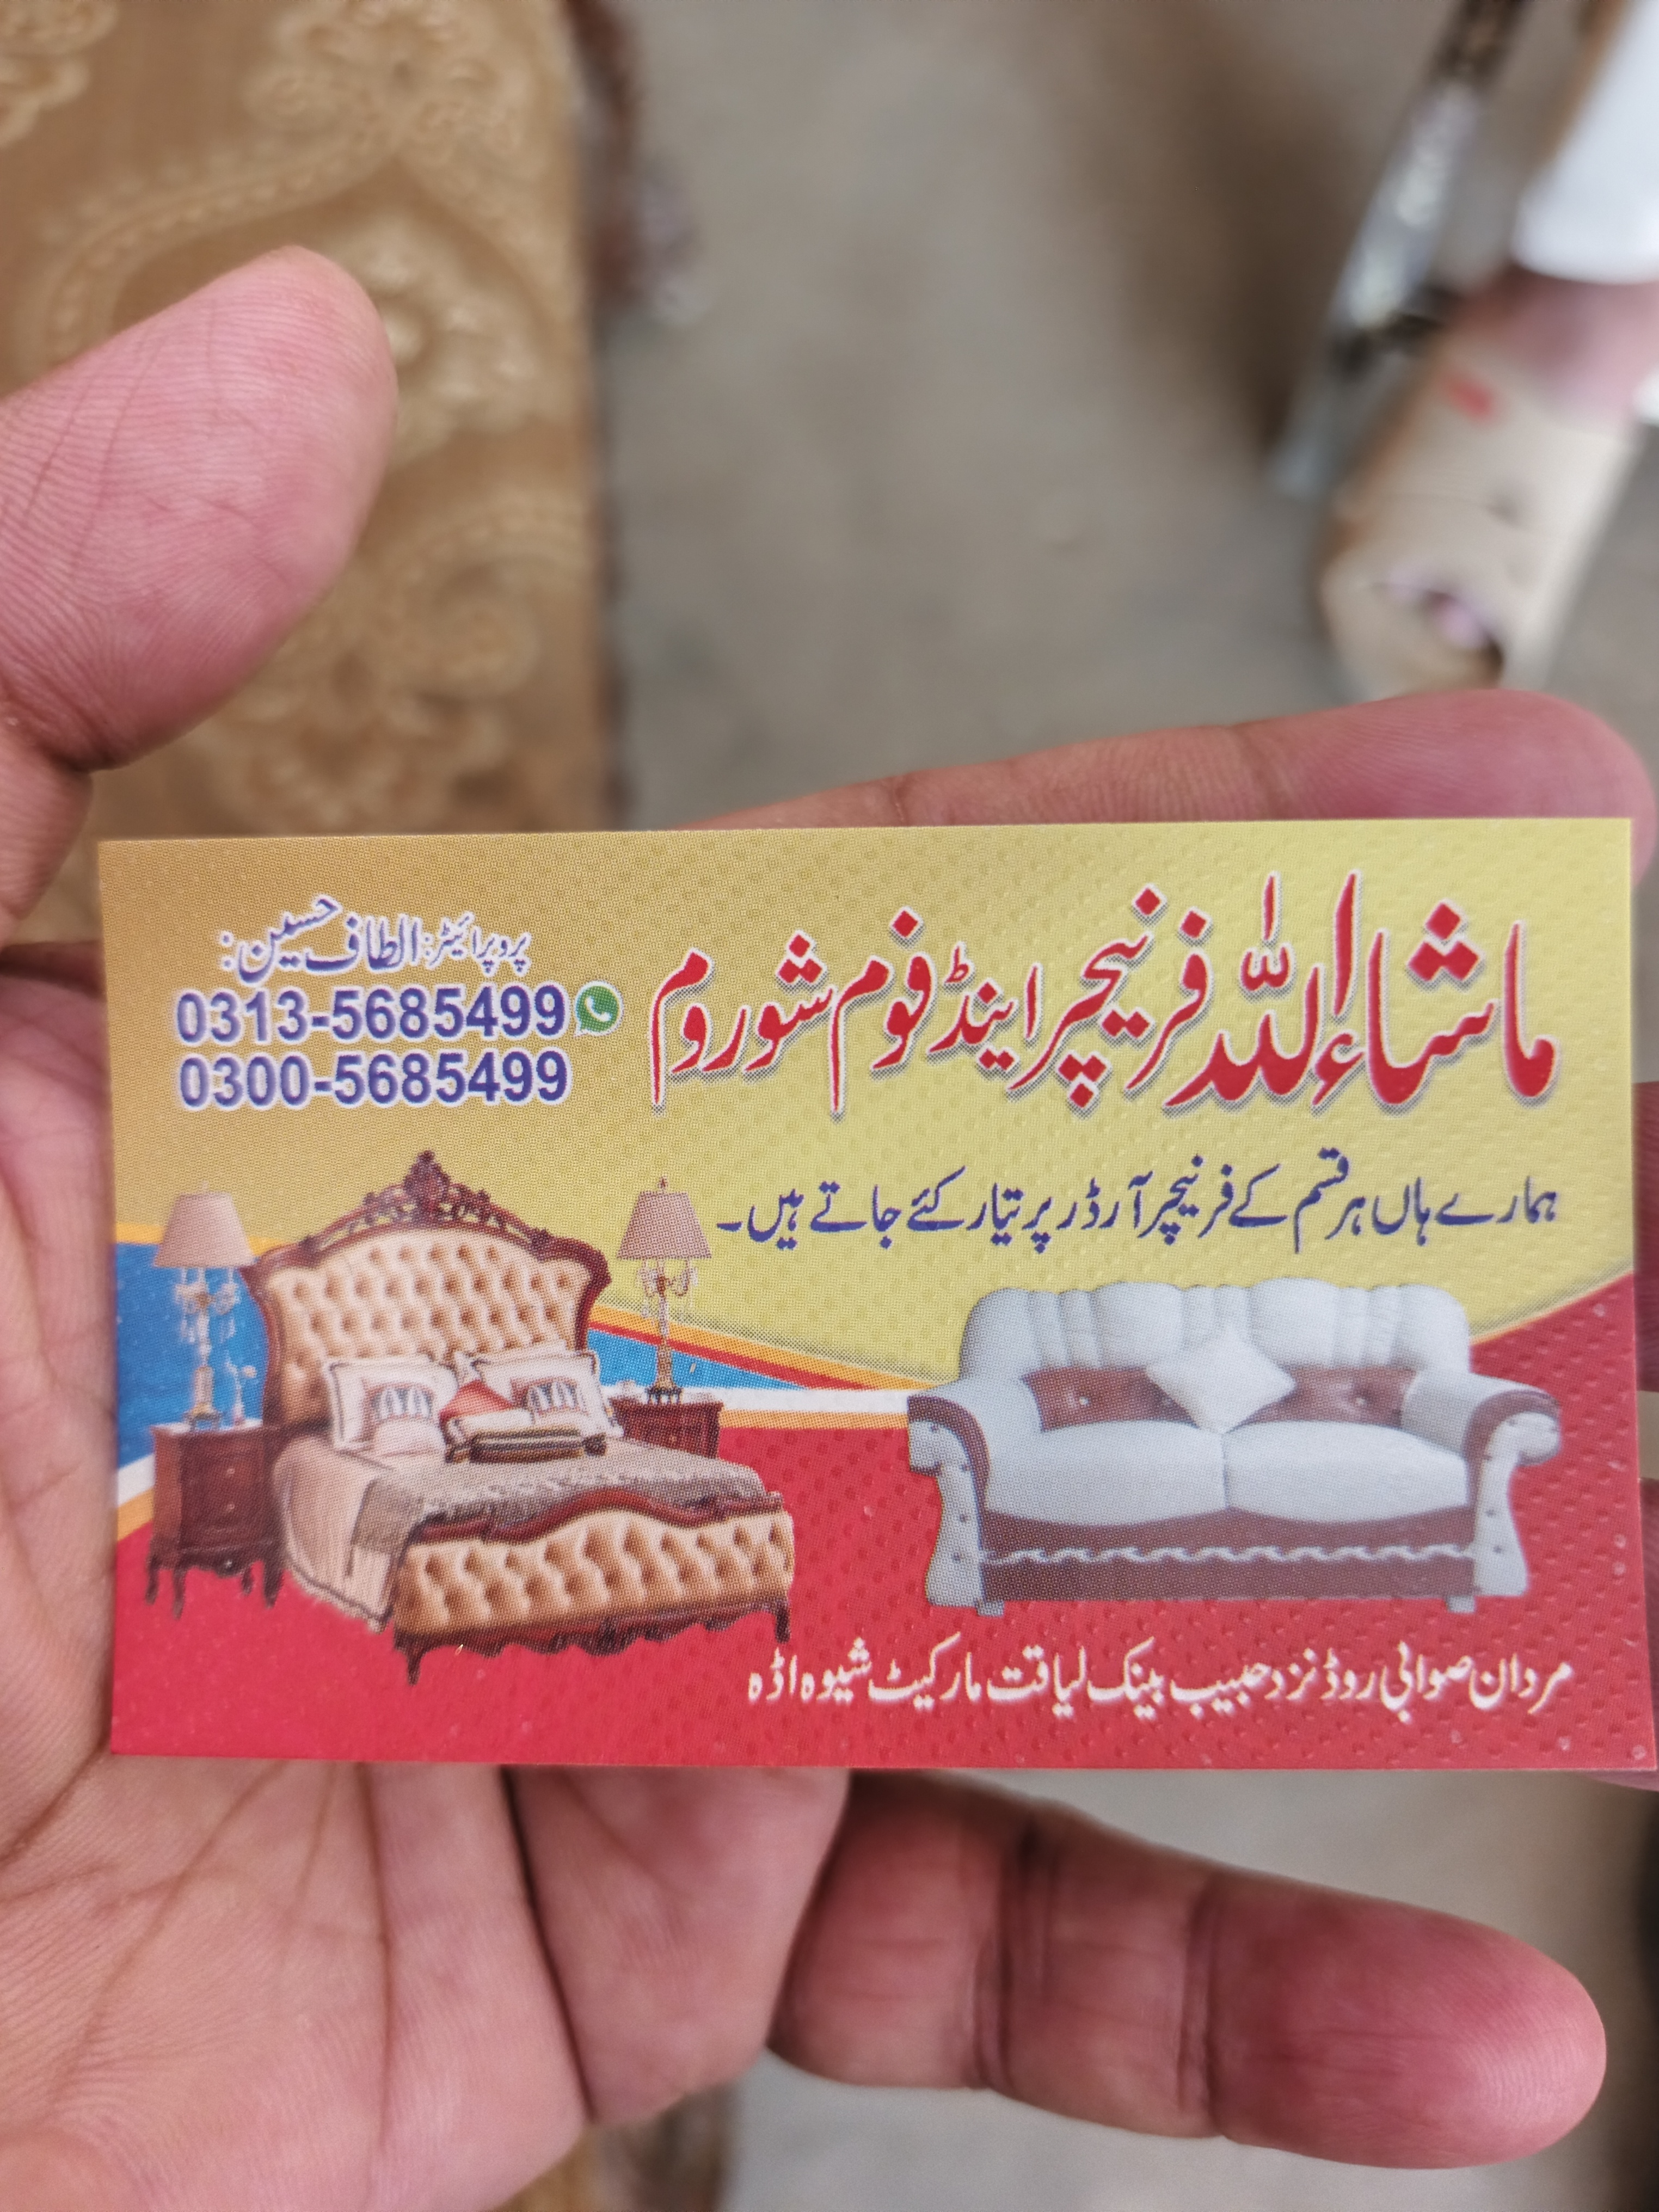 ماشاءاللہ فرنیچر اینڈ فوم شوروم
پروپرائیٹر: الطاف حسین:
0313-5685499
0300-5685499
ہمارے ہاں ہر قسم کے فرنیچر آرڈر پر تیار کئے جاتے ہیں۔
مردان صوابی روڈ نزد حبیب بینک لیاقت مارکیٹ شیوہ اڈہ